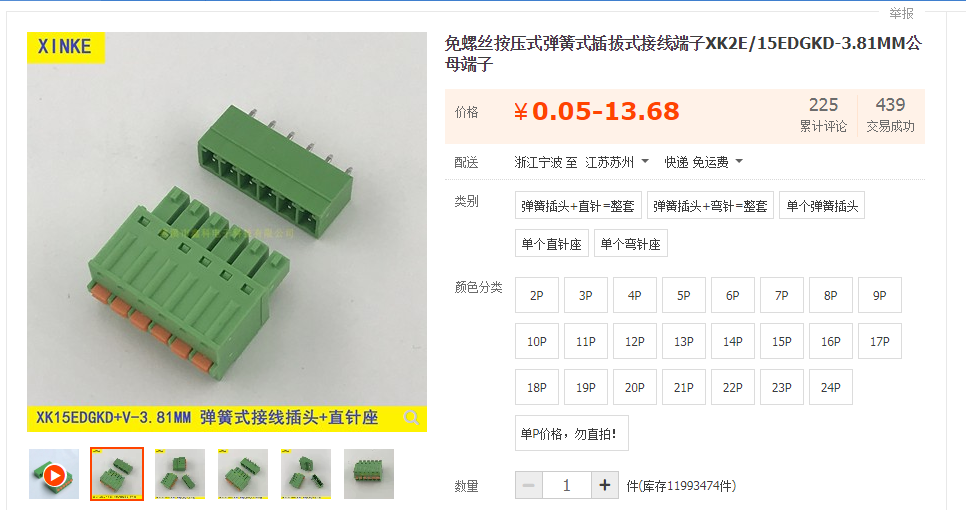 举报
XINKE
XK15EDGKD+V-3.81MM 弹簧式接线插头+直针座
免螺丝按压式弹簧式插拔式接线端子XK2E/15EDGKD-3.81MM公
母端子
价格
¥0.05-13.68
225
累计评论
439
交易成功
配送
浙江宁波 至 江苏苏州 快递 免运费
类别
弹簧插头+直针=整套
弹簧插头+弯针=整套
单个弹簧插头
单个直针座
单个弯针座
颜色分类
2P
3P
4P
5P
6P
7P
8P
9P
10P
11P
12P
13P
14P
15P
16P
17P
18P
19P
20P
21P
22P
23P
24P
单P价格，勿直拍！
数量
1
件(库存11993474件)